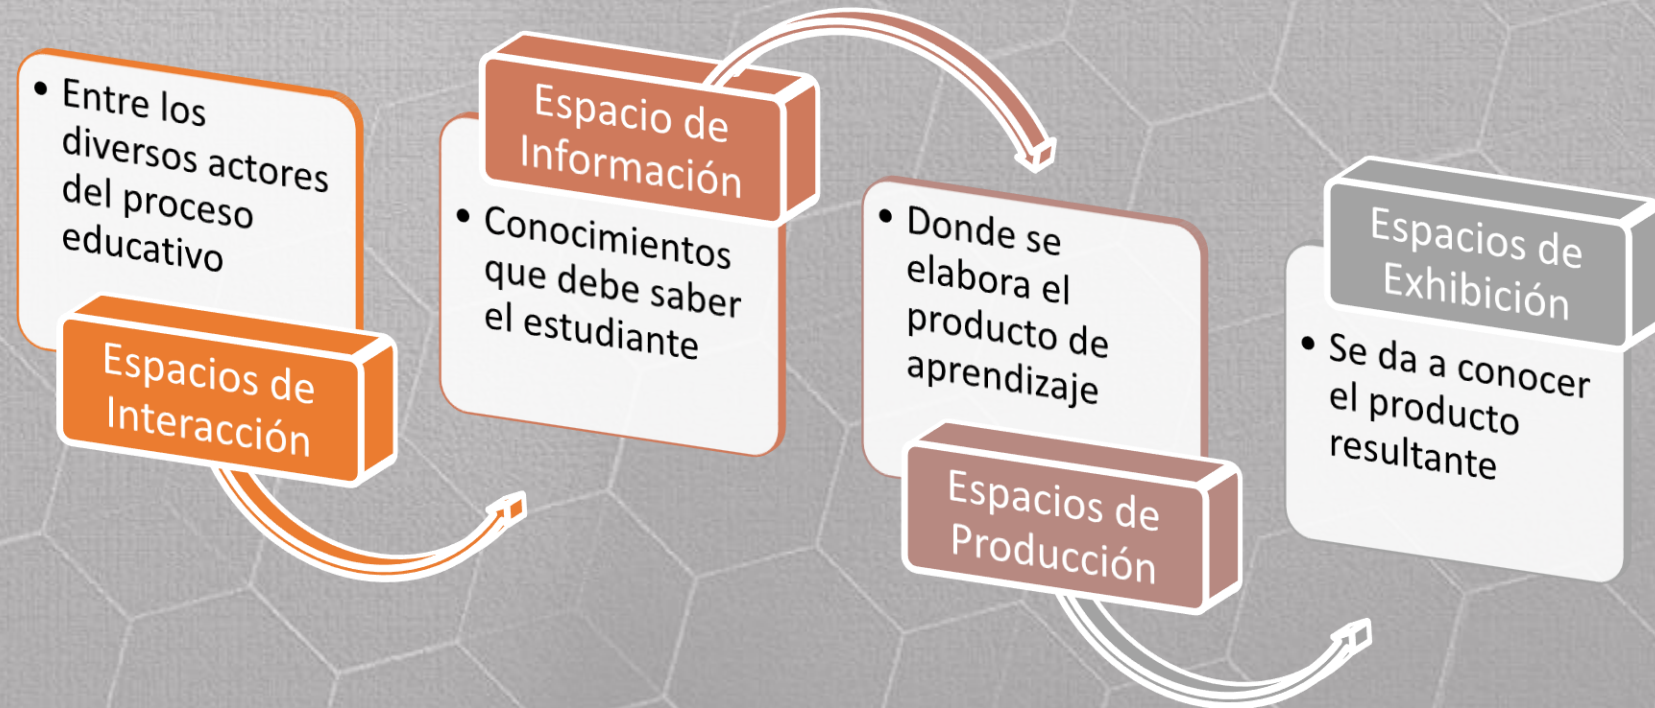 • Entre los
diversos actores
del proceso
educativo
Espacios de
Interacción
Espacio de
Información
• Conocimientos
que debe saber
el estudiante
• Donde se
elabora el
producto de
aprendizaje
Espacios de
Producción
Espacios de
Exhibición
• Se da a conocer
el producto
resultante